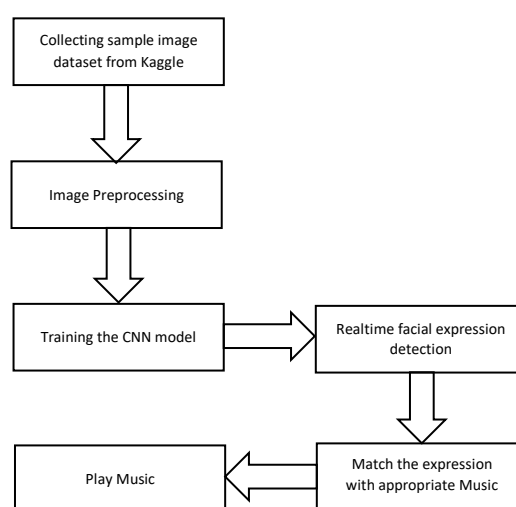 Collecting sample image
dataset from Kaggle
Image Preprocessing
Training the CNN model
Realtime facial expression
detection
Match the expression
with appropriate Music
Play Music